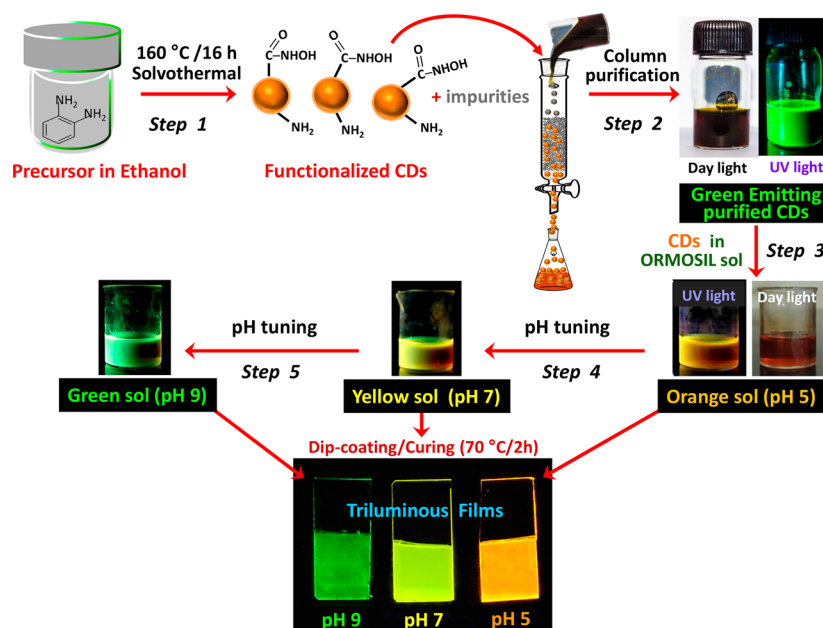 160 °C /16 h
Solvothermal
Step 1
NH₂
NH₂
Precursor in Ethanol
O
C
NHOH
NH₂
O
C
NHOH
NH₂
O
C
NHOH
NH₂
+ impurities
Functionalized CDs
Column
purification
Step 2
Day light
UV light
Green Emitting
purified CDs
CDs in
ORMOSIL sol
Step 3
UV light
Day light
Orange sol (pH 5)
pH tuning
Step 4
Yellow sol (pH 7)
pH tuning
Step 5
Green sol (pH 9)
Dip-coating/Curing (70 °C/2h)
Triluminous Films
pH 9
pH 7
pH 5